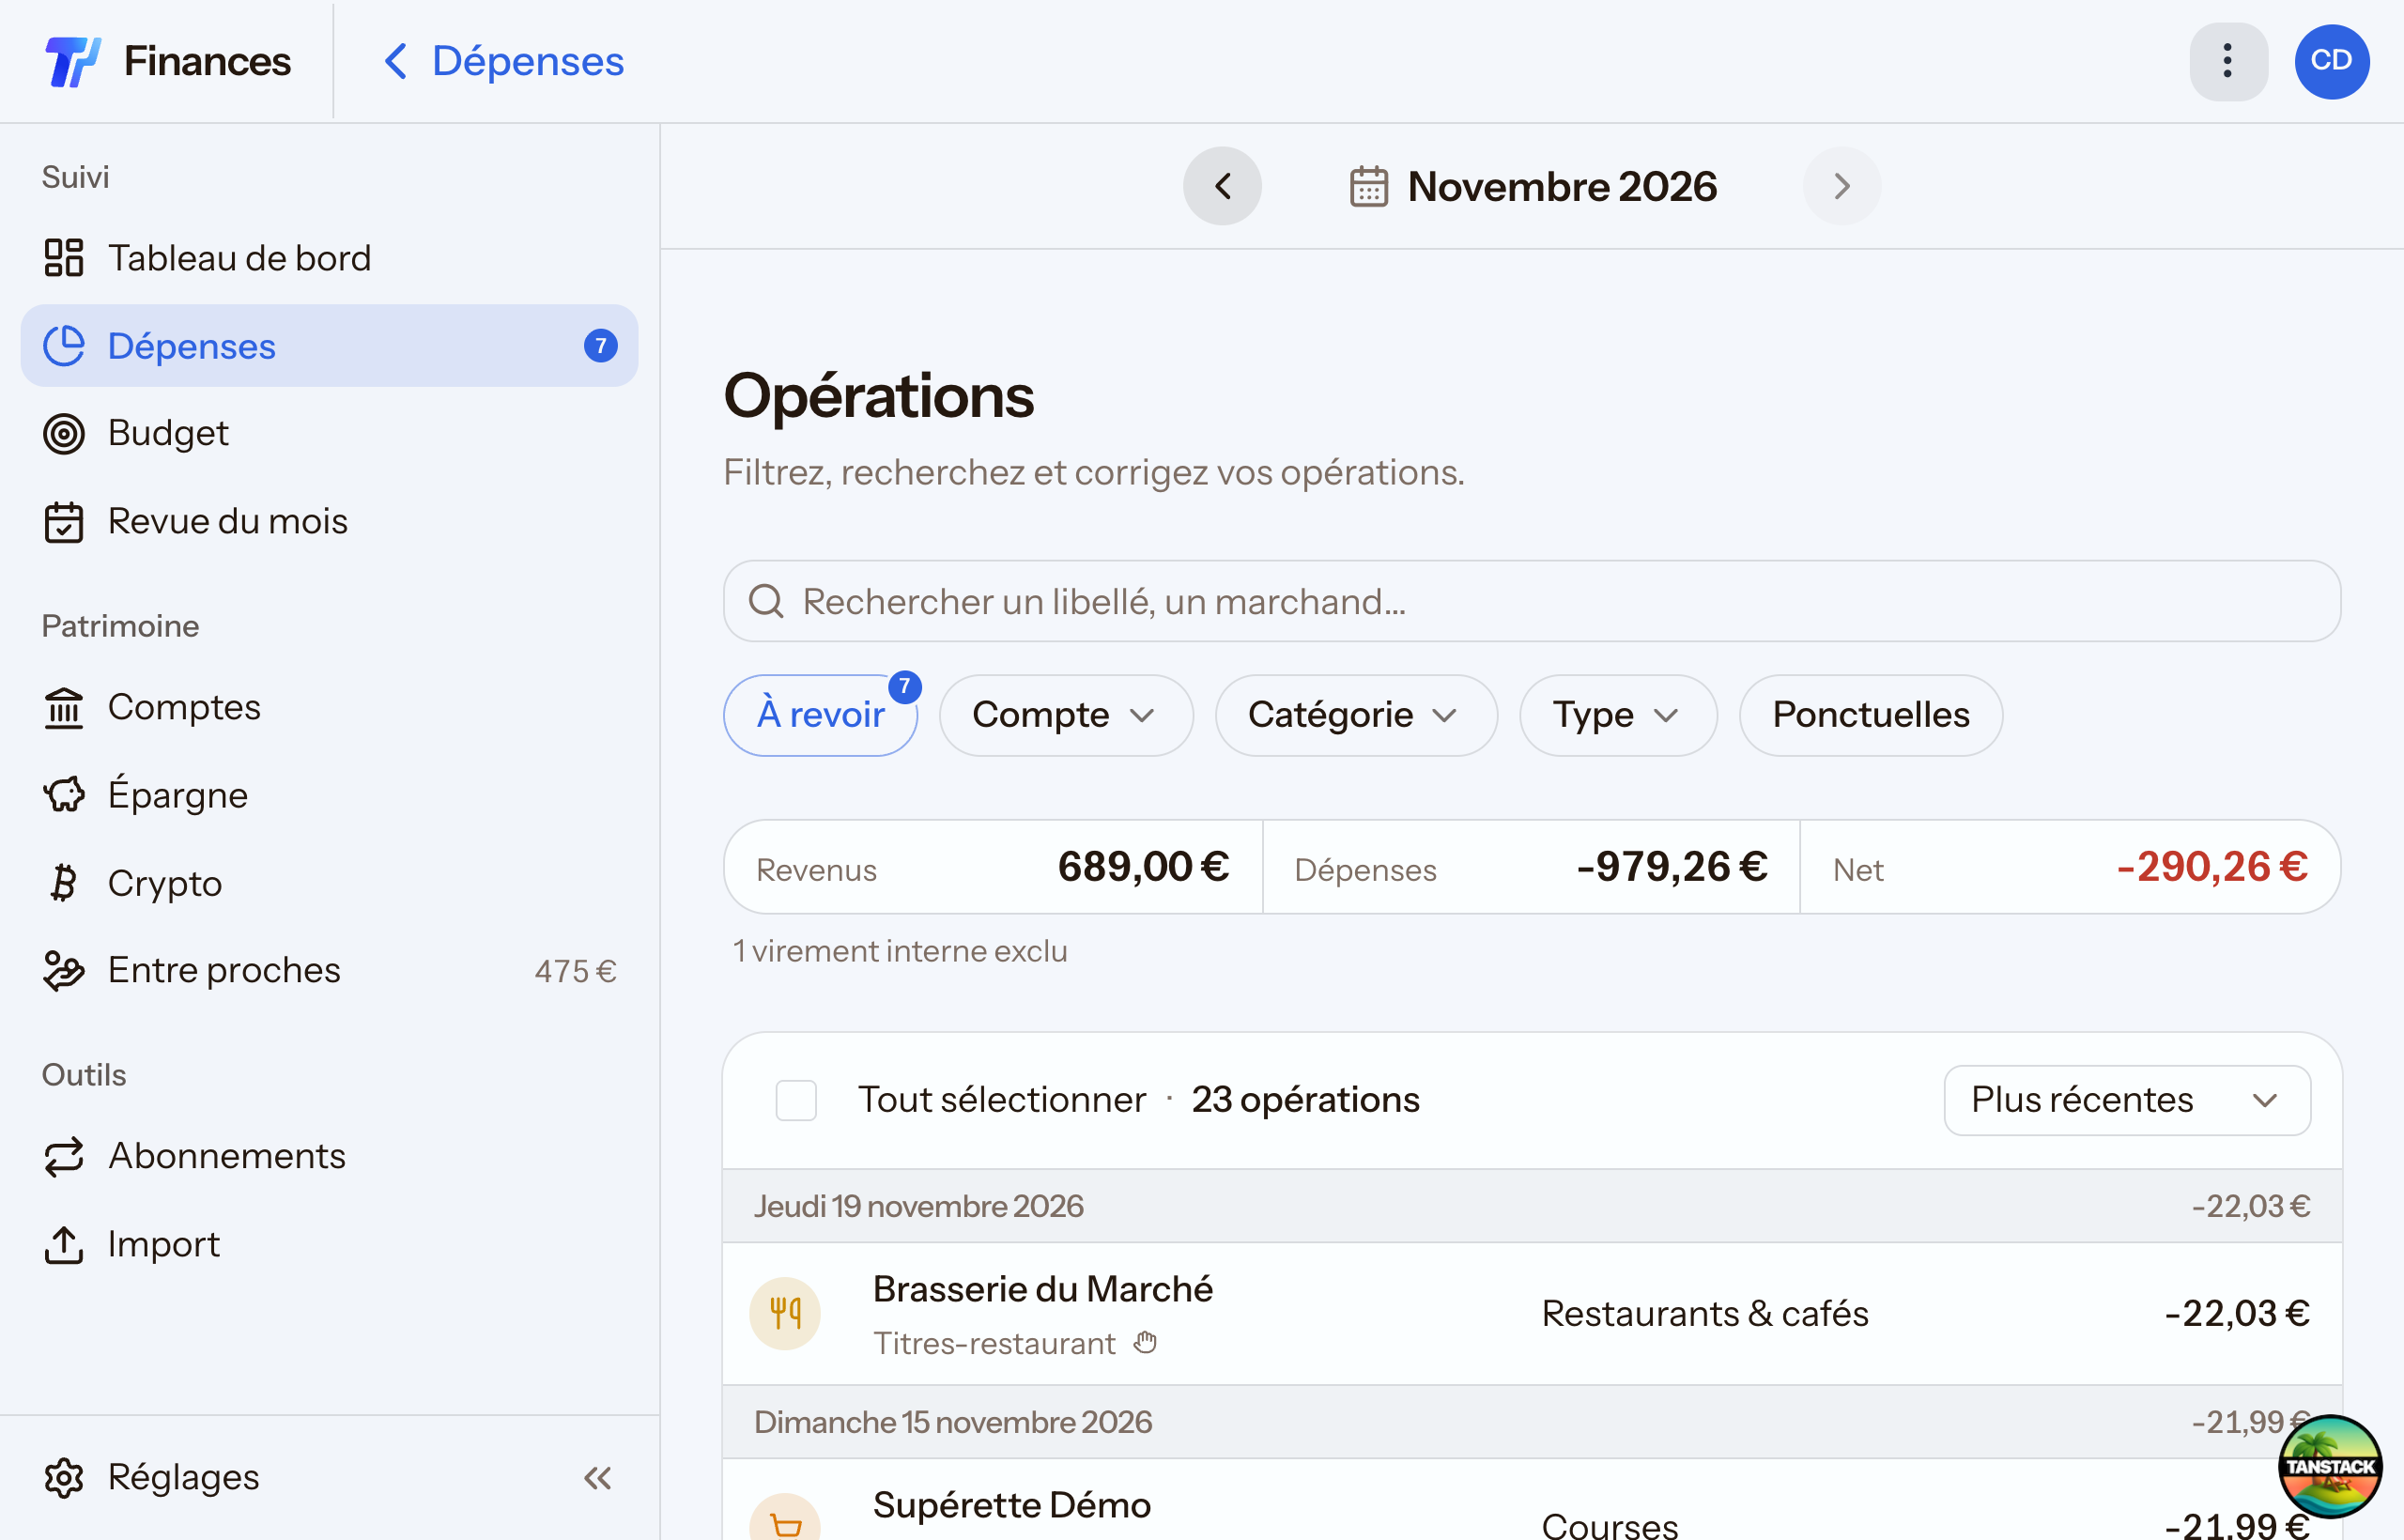 Finances
Dépenses
CD
Suivi
Tableau de bord
Dépenses 7
Budget
Revue du mois
Patrimoine
Comptes
Épargne
Crypto
Entre proches 475 €
Outils
Abonnements
Import
Réglages
Novembre 2026
Opérations
Filtrez, recherchez et corrigez vos opérations.
Rechercher un libellé, un marchand...
À revoir 7 Compte Catégorie Type Ponctuelles
Revenus 689,00 € Dépenses -979,26 € Net -290,26 €
1 virement interne exclu
Tout sélectionner · 23 opérations Plus récentes
Jeudi 19 novembre 2026 -22,03 €
Brasserie du Marché
Titres-restaurant
Restaurants & cafés -22,03 €
Dimanche 15 novembre 2026 -21,99 €
Supérette Démo
Courses -21,99 €
TANSTACK